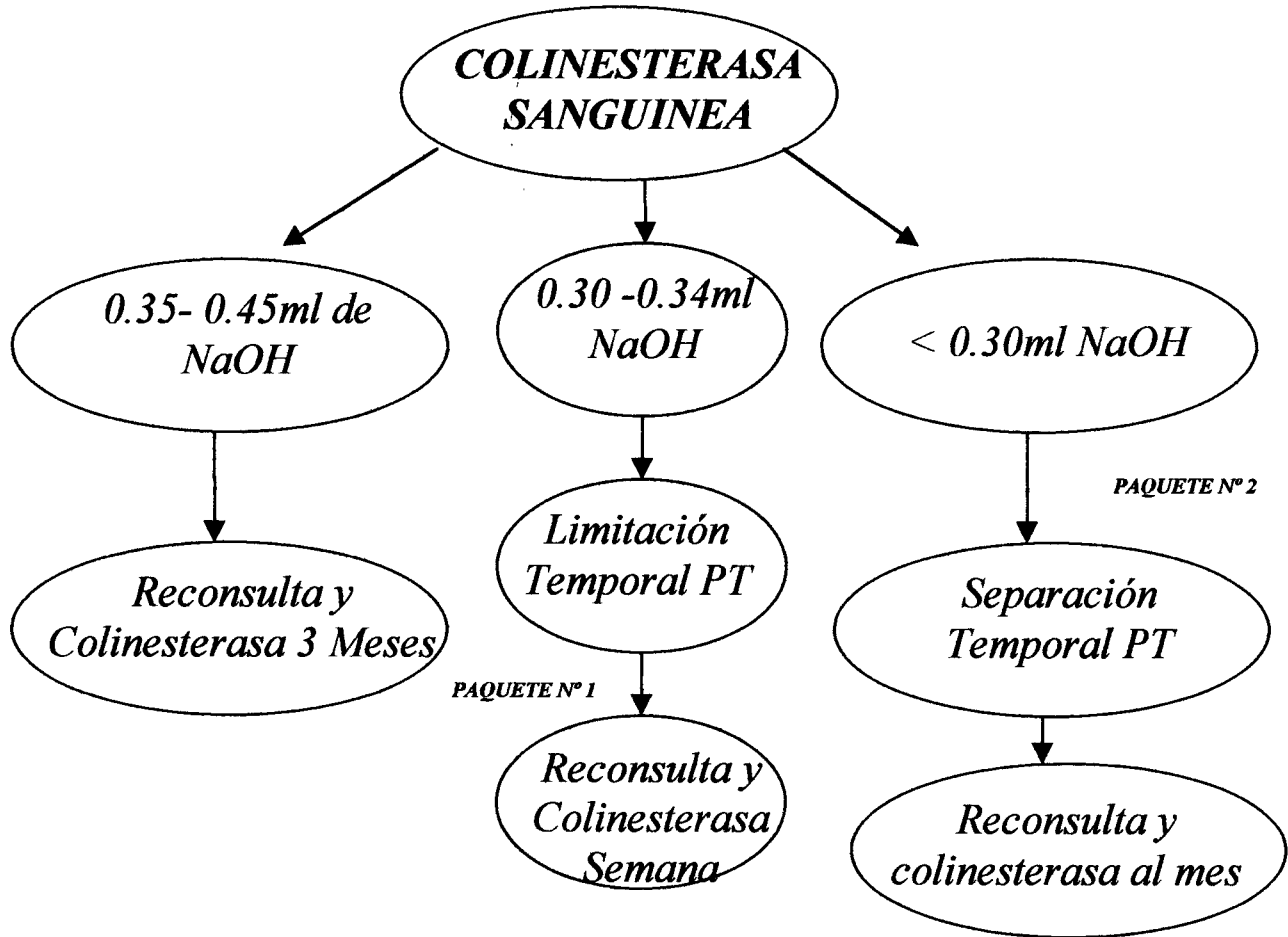 COLINESTERASA
SANGUINEA
0.35- 0.45ml de
NaOH
0.30 -0.34ml
NaOH
< 0.30ml NaOH
PAQUETE Nº 2
Limitación
Temporal PT
Reconsulta y
Colinesterasa 3 Meses
Separación
Temporal PT
PAQUETE Nº 1
Reconsulta y
Colinesterasa
Semana
Reconsulta y
colinesterasa al mes